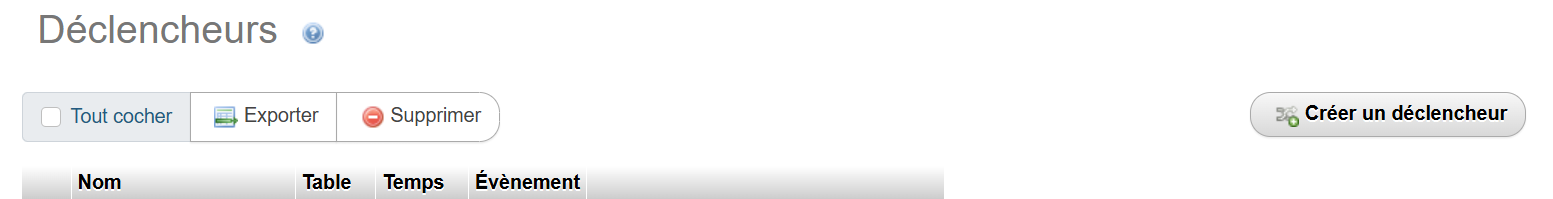 Déclencheurs
Tout cocher Exporter Supprimer Créer un déclencheur
Nom Table Temps Évènement